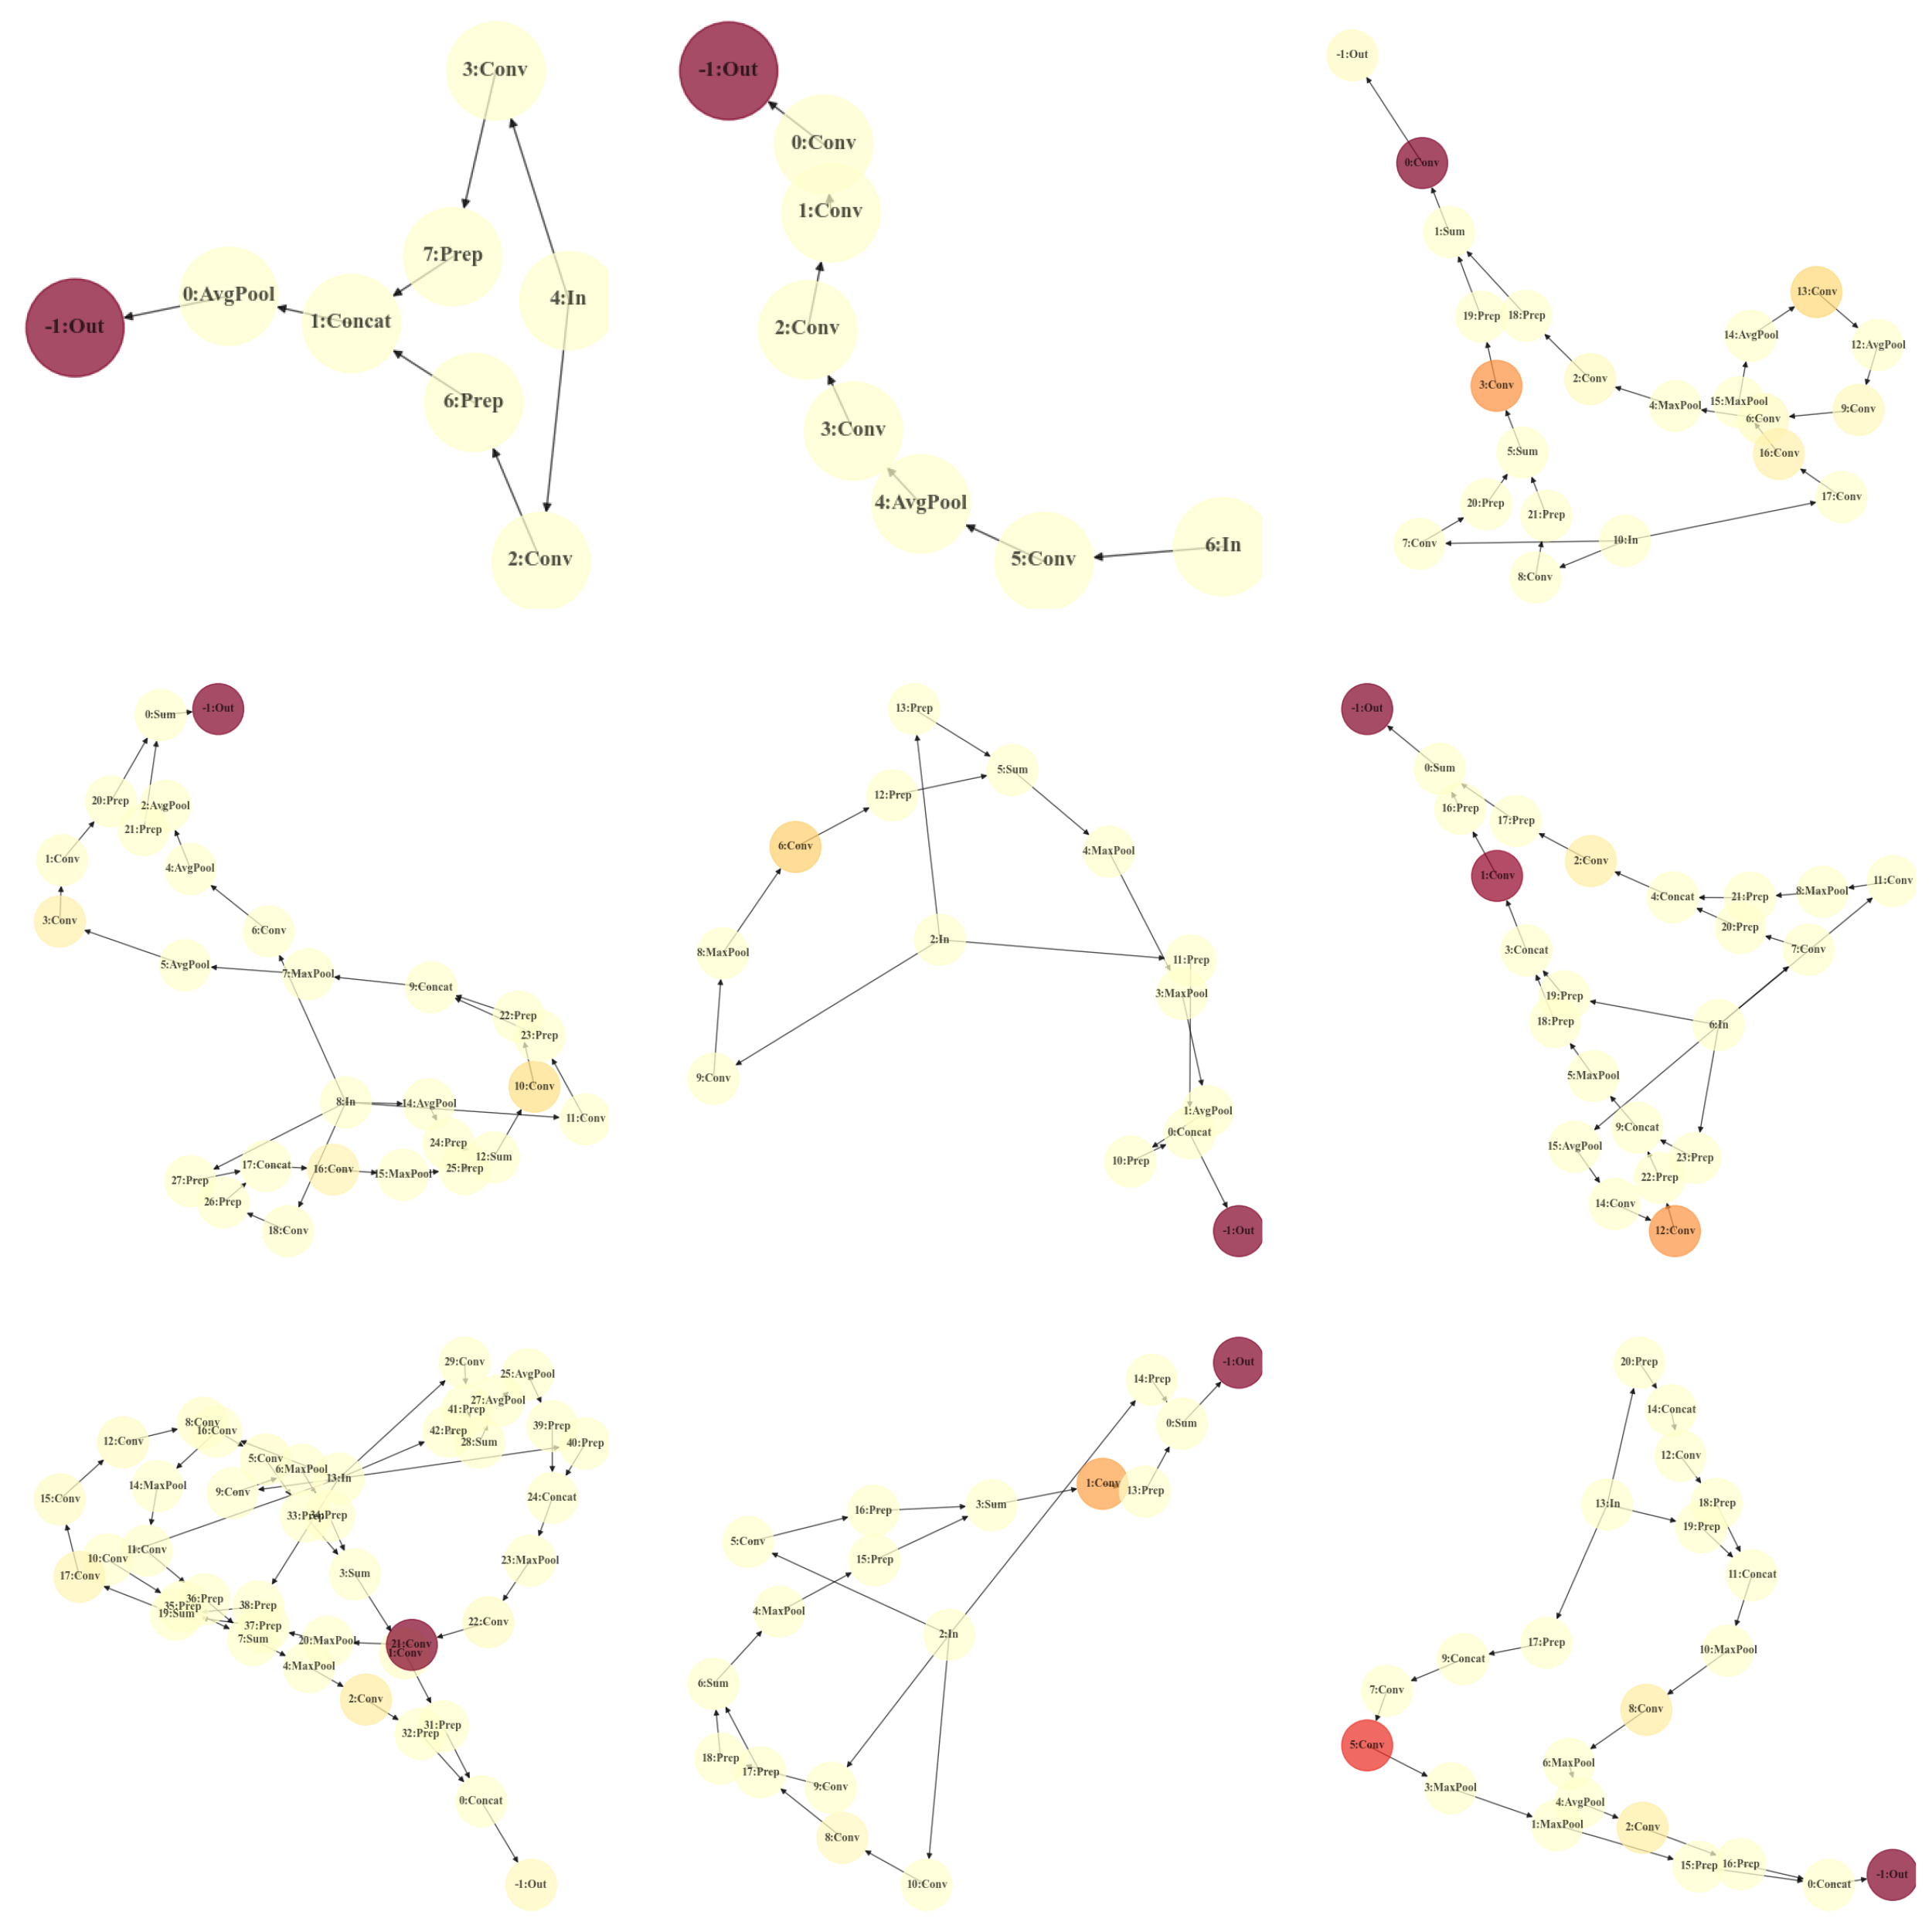 3:Conv
7:Prep
4:In
0:AvgPool
1:Concat
-1:Out
6:Prep
2:Conv
-1:Out
0:Conv
1:Conv
2:Conv
3:Conv
4:AvgPool
5:Conv
6:In
-1:Out
0:Conv
1:Sum
13:Conv
19:Prep
18:Prep
14:AvgPool
12:AvgPool
3:Conv
2:Conv
4:MaxPool
15:MaxPool
9:Conv
6:Conv
5:Sum
16:Conv
20:Prep
21:Prep
17:Conv
7:Conv
10:In
8:Conv
0:Sum
-1:Out
20:Prep
2:AvgPool
21:Prep
1:Conv
4:AvgPool
3:Conv
6:Conv
5:AvgPool
7:MaxPool
9:Concat
22:Prep
23:Prep
10:Conv
8:In
14:AvgPool
11:Conv
24:Prep
12:Sum
17:Concat
16:Conv
15:MaxPool
25:Prep
27:Prep
26:Prep
18:Conv
13:Prep
5:Sum
12:Prep
6:Conv
4:MaxPool
2:In
8:MaxPool
11:Prep
3:MaxPool
9:Conv
1:AvgPool
0:Concat
10:Prep
-1:Out
-1:Out
0:Sum
16:Prep
17:Prep
2:Conv
1:Conv
11:Conv
8:MaxPool
21:Prep
4:Concat
20:Prep
3:Concat
7:Conv
19:Prep
18:Prep
6:In
5:MaxPool
9:Concat
15:AvgPool
23:Prep
22:Prep
14:Conv
12:Conv
29:Conv
25:AvgPool
27:AvgPool
41:Prep
8:Conv
16:Conv
39:Prep
42:Prep
12:Conv
28:Sum
40:Prep
5:Conv
6:MaxPool
13:In
14:MaxPool
9:Conv
15:Conv
24:Concat
33:Prep
34:Prep
11:Conv
10:Conv
23:MaxPool
17:Conv
3:Sum
36:Prep
35:Prep
38:Prep
19:Sum
22:Conv
37:Prep
7:Sum
20:MaxPool
21:Conv
1:Conv
4:MaxPool
2:Conv
31:Prep
32:Prep
0:Concat
-1:Out
-1:Out
14:Prep
0:Sum
1:Conv
13:Prep
3:Sum
16:Prep
5:Conv
15:Prep
4:MaxPool
2:In
6:Sum
18:Prep
17:Prep
9:Conv
8:Conv
10:Conv
20:Prep
14:Concat
12:Conv
13:In
18:Prep
19:Prep
11:Concat
17:Prep
10:MaxPool
9:Concat
7:Conv
8:Conv
5:Conv
6:MaxPool
3:MaxPool
4:AvgPool
1:MaxPool
2:Conv
15:Prep
16:Prep
0:Concat
-1:Out